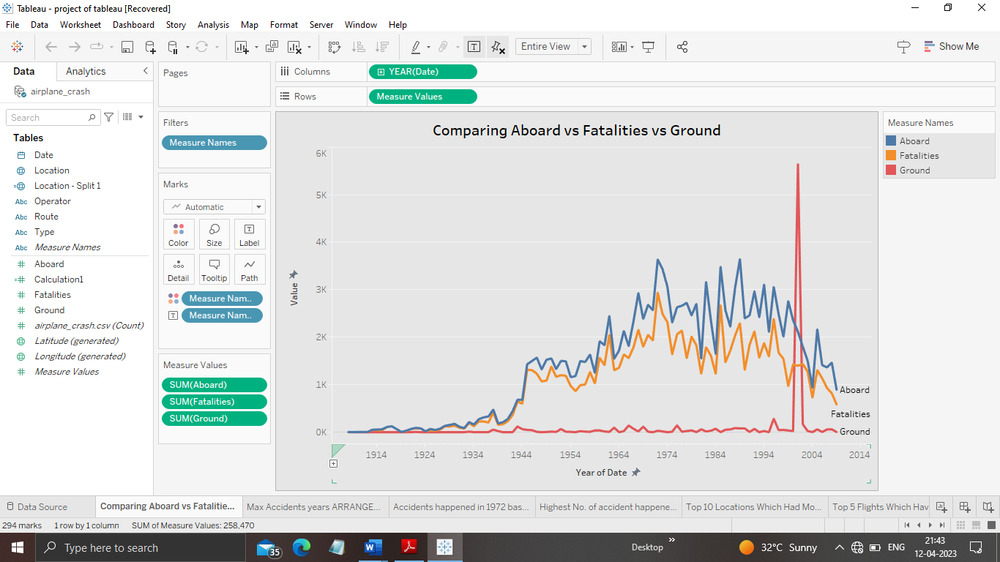 Tableau - project of tableau [Recovered]
File Data Worksheet Dashboard Story Analysis Map Format Server Window Help
Entire View
Show Me
Data Analytics
airplane_crash
Search
Tables
Date
Location
Location - Split 1
Abc Operator
Abc Route
Abc Type
Abc Measure Names
Aboard
Calculation1
Fatalities
Ground
airplane_crash.csv (Count)
Latitude (generated)
Longitude (generated)
Measure Values
Pages
Filters
Measure Names
Marks
Automatic
Color Size Label
Detail Tooltip Path
Measure Nam..
Measure Nam..
Measure Values
SUM(Aboard)
SUM(Fatalities)
SUM(Ground)
Columns YEAR(Date)
Rows Measure Values
Comparing Aboard vs Fatalities vs Ground
6K
5K
4K
3K
2K
1K
0K
Value
Aboard
Fatalities
Ground
1914 1924 1934 1944 1954 1964 1974 1984 1994 2004 2014
Year of Date
Measure Names
Aboard
Fatalities
Ground
Data Source Comparing Aboard vs Fatalitie... Max Accidents years ARRANGE... Accidents happened in 1972 bas... Highest No. of accident happene... Top 10 Locations Which Had Mo... Top 5 Flights Which Hav
294 marks 1 row by 1 column SUM of Measure Values: 258,470
Type here to search
35
Desktop
32°C Sunny
ENG
21:43
12-04-2023